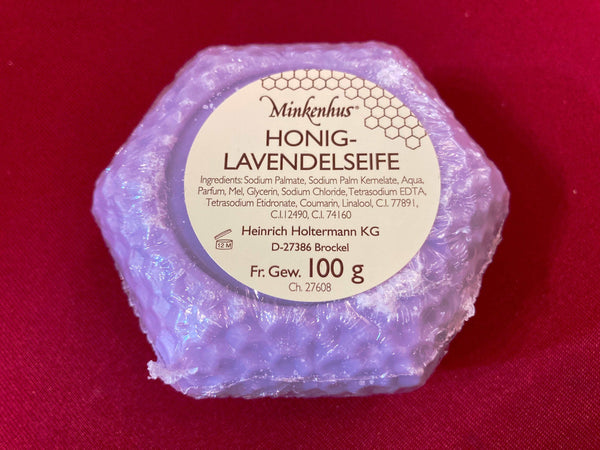 Minkenhus®
HONIG-
LAVENDELSEIFE
Ingredients: Sodium Palmate, Sodium Palm Kernelate, Aqua,
Parfum, Mel, Glycerin, Sodium Chloride, Tetrasodium EDTA,
Tetrasodium Etidronate, Coumarin, Linalool, C.I. 77891,
C.I.12490, C.I. 74160
Heinrich Holtermann KG
12 M
D-27386 Brockel
Fr. Gew. 100 g
Ch. 27608